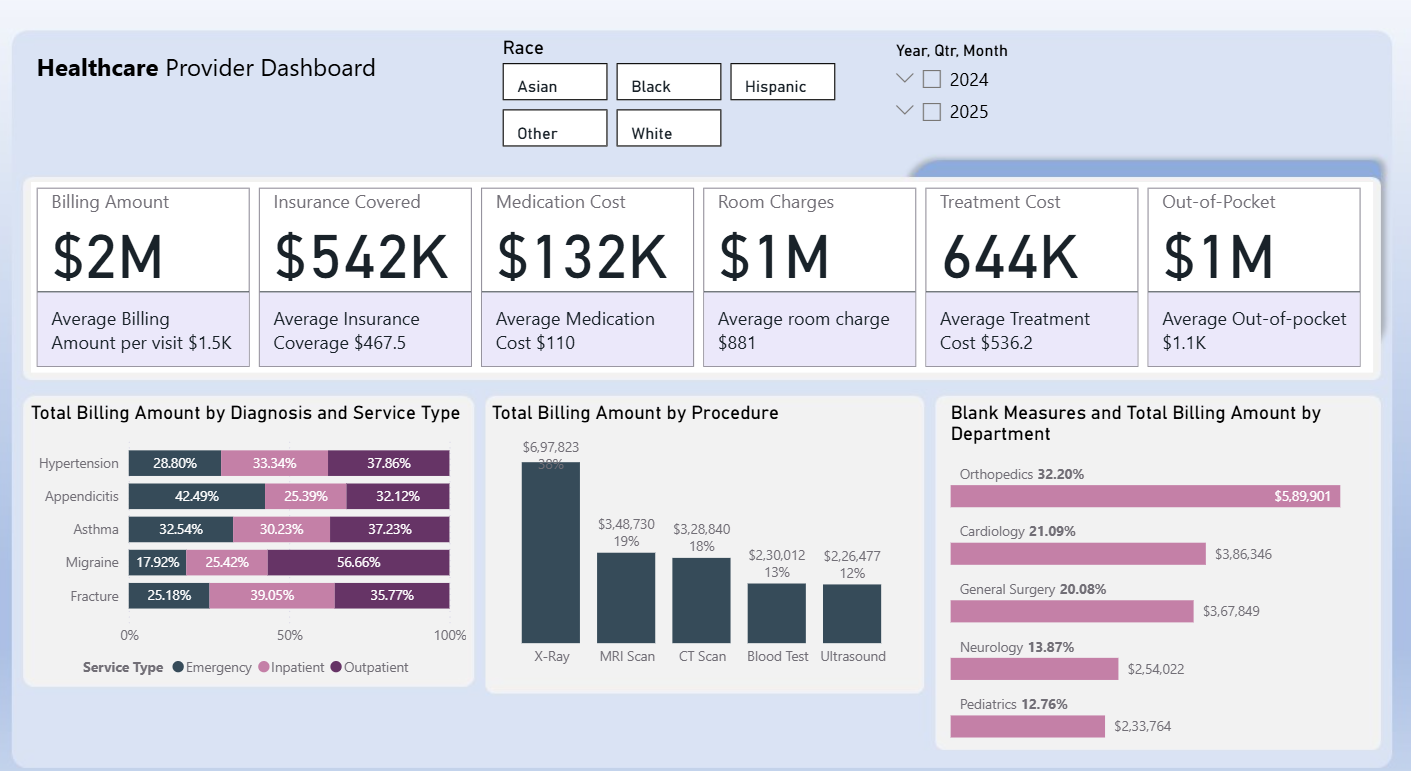 Healthcare Provider Dashboard
Race
Asian
Black
Hispanic
Other
White
Year, Qtr, Month
2024
2025
Billing Amount
$2M
Average Billing
Amount per visit $1.5K
Insurance Covered
$542K
Average Insurance
Coverage $467.5
Medication Cost
$132K
Average Medication
Cost $110
Room Charges
$1M
Average room charge
$881
Treatment Cost
644K
Average Treatment
Cost $536.2
Out-of-Pocket
$1M
Average Out-of-pocket
$1.1K
Total Billing Amount by Diagnosis and Service Type
Hypertension 28.80% 33.34% 37.86%
Appendicitis 42.49% 25.39% 32.12%
Asthma 32.54% 30.23% 37.23%
Migraine 17.92% 25.42% 56.66%
Fracture 25.18% 39.05% 35.77%
0% 50% 100%
Service Type Emergency Inpatient Outpatient
Total Billing Amount by Procedure
$6,97,823
38%
$3,48,730
19%
$3,28,840
18%
$2,30,012
13%
$2,26,477
12%
X-Ray MRI Scan CT Scan Blood Test Ultrasound
Blank Measures and Total Billing Amount by
Department
Orthopedics 32.20%
$5,89,901
Cardiology 21.09%
$3,86,346
General Surgery 20.08%
$3,67,849
Neurology 13.87%
$2,54,022
Pediatrics 12.76%
$2,33,764